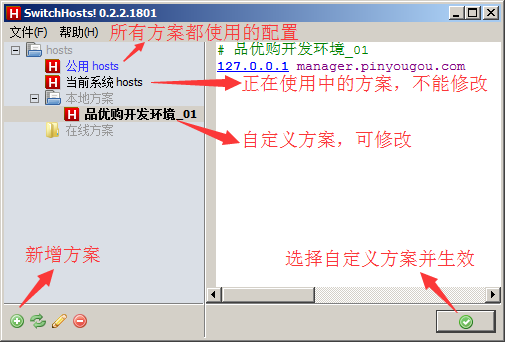 SwitchHosts! 0.2.2.1801
文件(F) 帮助(H) 所有方案都使用的配置
hosts
公用 hosts
当前系统 hosts
本地方案
品优购开发环境_01
在线方案
# 品优购开发环境_01
127.0.0.1 manager.pinyougou.com
正在使用中的方案，不能修改
自定义方案，可修改
新增方案
选择自定义方案并生效